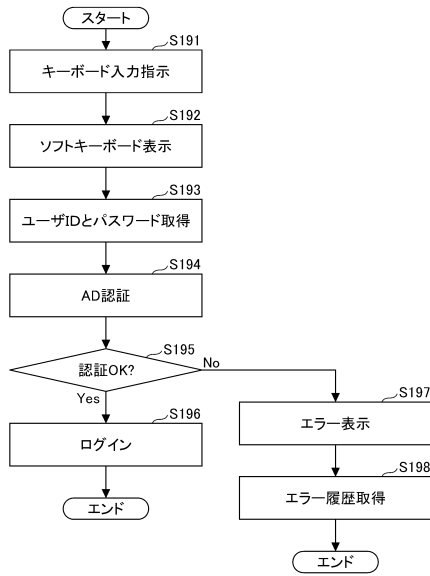 スタート
S191
キーボード入力指示
S192
ソフトキーボード表示
S193
ユーザIDとパスワード取得
S194
AD認証
S195
認証OK?
No
Yes
S196
ログイン
エンド
S197
エラー表示
S198
エラー履歴取得
エンド